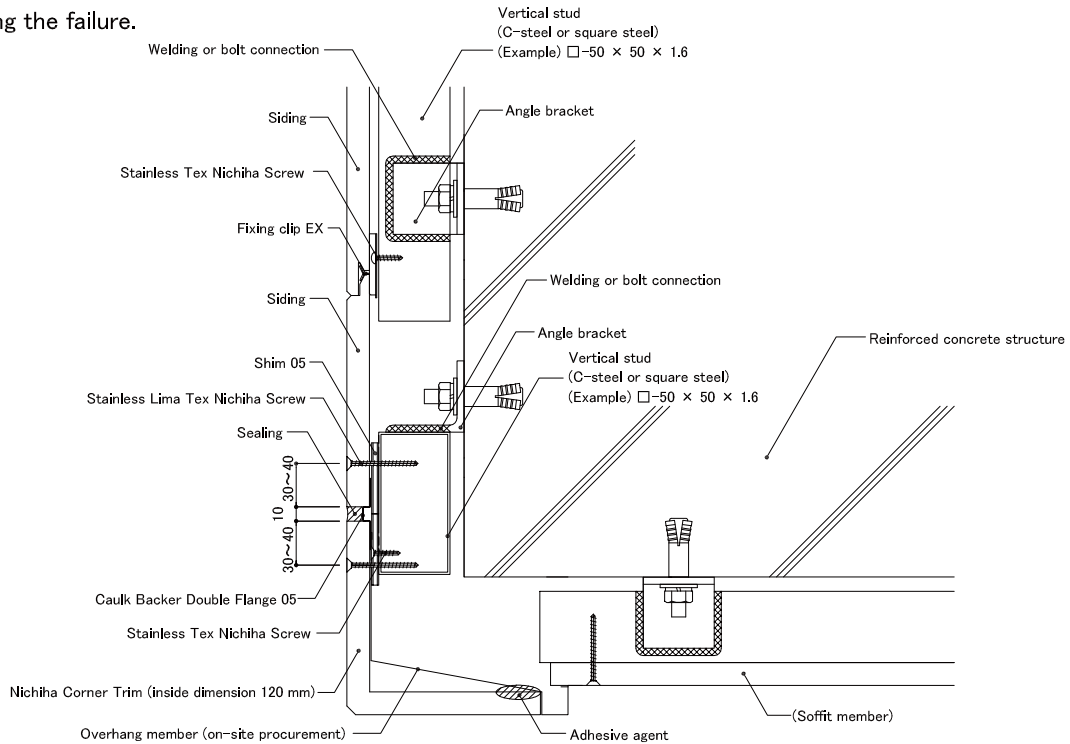 ng the failure.
Vertical stud
(C-steel or square steel)
(Example) □-50 × 50 × 1.6
Welding or bolt connection
Angle bracket
Siding
Stainless Tex Nichiha Screw
Fixing clip EX
Welding or bolt connection
Siding
Angle bracket
Reinforced concrete structure
Shim 05
Vertical stud
(C-steel or square steel)
(Example) □-50 × 50 × 1.6
Stainless Lima Tex Nichiha Screw
Sealing
30~40
10
30~40
Caulk Backer Double Flange 05
Stainless Tex Nichiha Screw
Nichiha Corner Trim (inside dimension 120 mm)
(Soffit member)
Overhang member (on-site procurement)
Adhesive agent